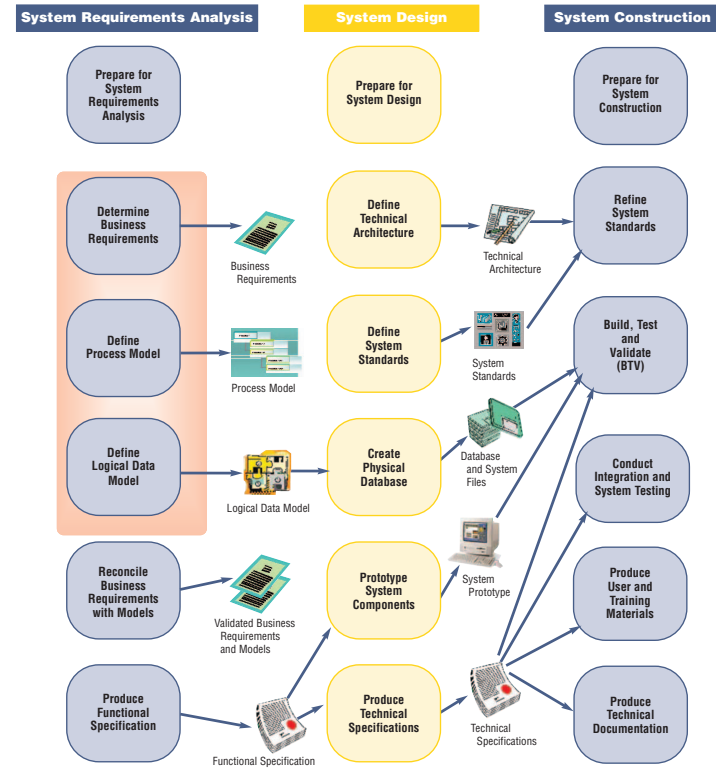 System Requirements Analysis
System Design
System Construction
Prepare for
System
Requirements
Analysis
Prepare for
System Design
Prepare for
System
Construction
Determine
Business
Requirements
Business
Requirements
Define
Technical
Architecture
Technical
Architecture
Refine
System
Standards
Define
Process Model
Process Model
Define
System
Standards
System
Standards
Build, Test
and
Validate
(BTV)
Define
Logical Data
Model
Logical Data Model
Create
Physical
Database
Database
and System
Files
Conduct
Integration and
System Testing
Reconcile
Business
Requirements
with Models
Validated Business
Requirements
and Models
Prototype
System
Components
System
Prototype
Produce
User and
Training
Materials
Produce
Functional
Specification
Functional Specification
Produce
Technical
Specifications
Technical
Specifications
Produce
Technical
Documentation